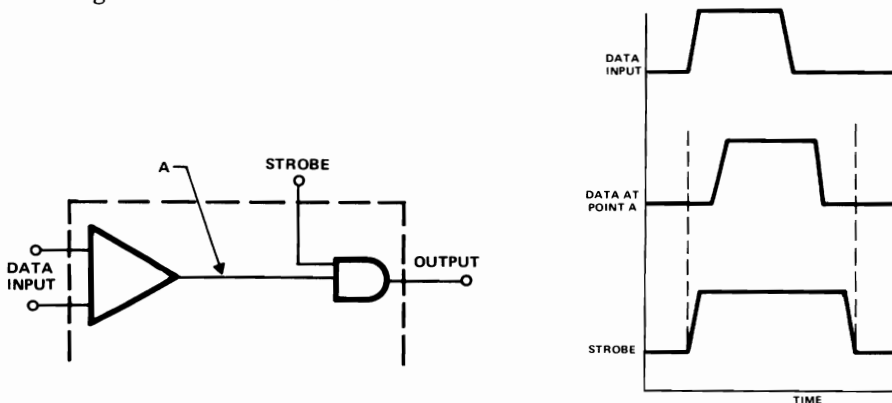 A
STROBE
DATA
INPUT
OUTPUT
DATA
INPUT
DATA AT
POINT A
STROBE
TIME